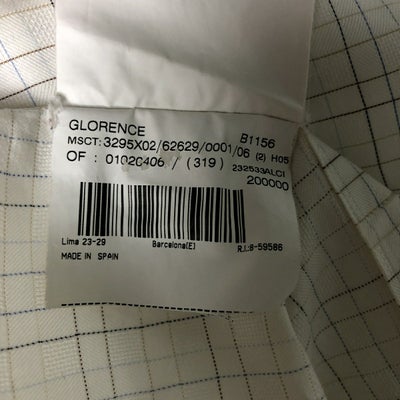 GLORENCE B1156
MSCT:3295X02/62629/0001/06 (2) H05
OF : 0102C406 / (319) 232533ALCI
200000
Lima 23-29 Barcelona[E] R.I.:8-59586
MADE IN SPAIN